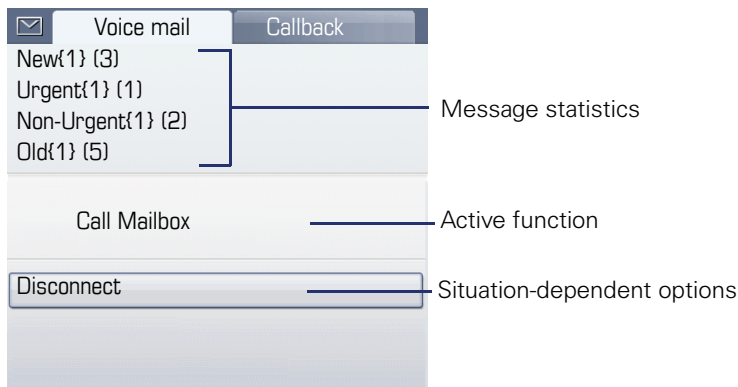 Voice mail Callback
New{1} (3)
Urgent{1} (1)
Non-Urgent{1} (2)
Old{1} (5)
Message statistics
Call Mailbox
Active function
Disconnect
Situation-dependent options